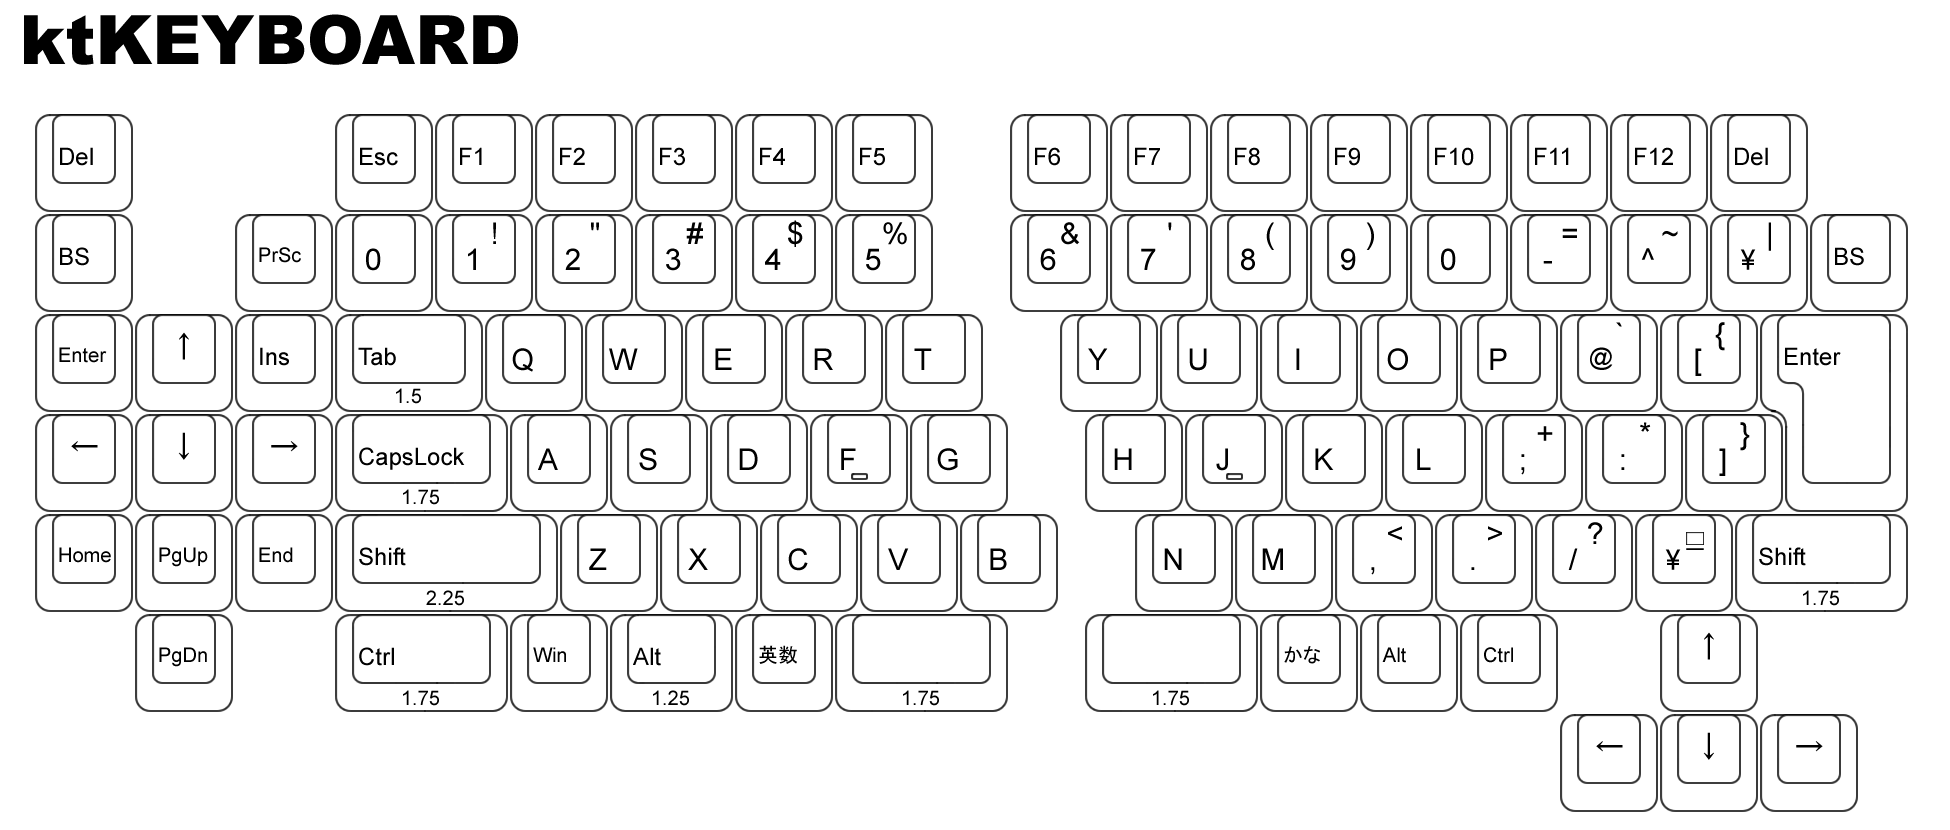 ktKEYBOARD
Del Esc F1 F2 F3 F4 F5 F6 F7 F8 F9 F10 F11 F12 Del
BS PrSc 0 1 ! 2 " 3 # 4 $ 5 % 6 & 7 ' 8 ( 9 ) 0 - = ^ ~ ¥ | BS
Enter ↑ Ins Tab 1.5 Q W E R T Y U I O P @ ` [ { Enter
← ↓ → CapsLock 1.75 A S D F G H J K L ; + : * ] }
Home PgUp End Shift 2.25 Z X C V B N M , < . > / ? ¥ _ Shift 1.75
PgDn Ctrl 1.75 Win Alt 1.25 英数 1.75 1.75 かな Alt Ctrl ↑
← ↓ →